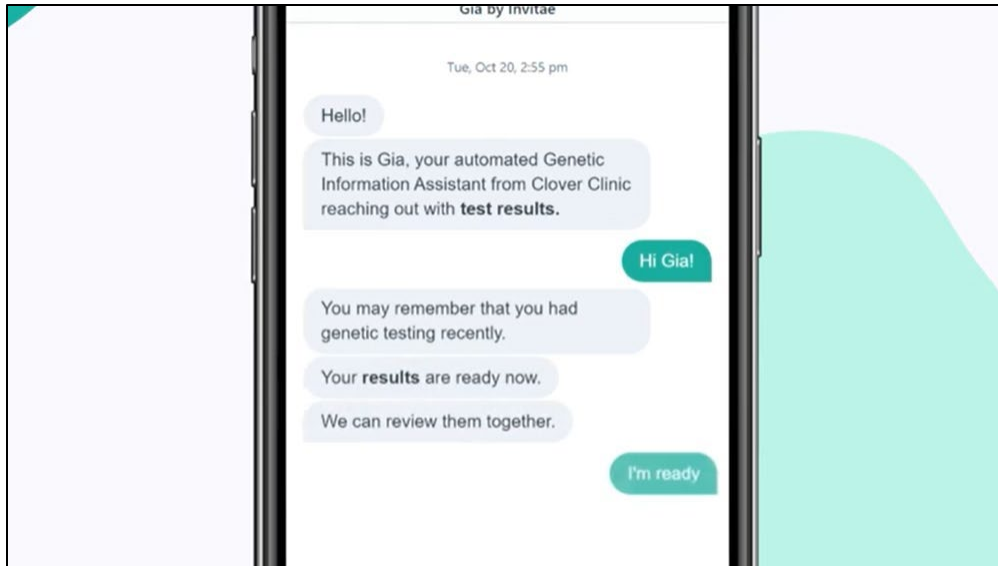 Gia by Invitae
Tue, Oct 20, 2:55 pm
Hello!
This is Gia, your automated Genetic
Information Assistant from Clover Clinic
reaching out with test results.
Hi Gia!
You may remember that you had
genetic testing recently.
Your results are ready now.
We can review them together.
I'm ready